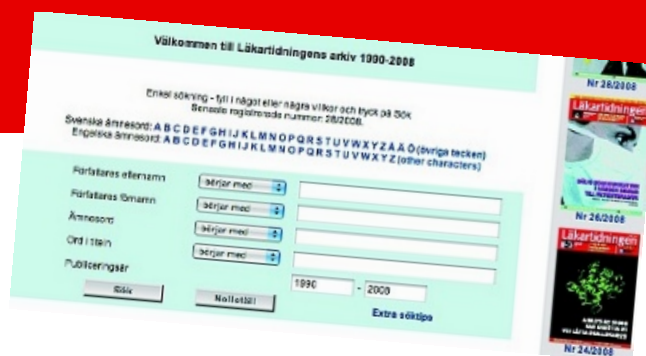 Välkommen till Läkartidningens arkiv 1990-2008
Enkel sökning - fyll i något eller några villkor och tryck på Sök
Senaste registrerade nummer: 28/2008.
Svenska ämnesord: A B C D E F G H I J K L M N O P Q R S T U V W X Y Z Å Ä Ö (övriga tecken)
Engelska ämnesord: A B C D E F G H I J K L M N O P Q R S T U V W X Y Z (other characters)
Författares efternamn börjar med
Författares förnamn börjar med
Ämnesord börjar med
Ord i titeln börjar med
Publiceringsår 1990 - 2008
Sök Nollställ Extra söktips
Nr 28/2008
Läkartidningen
Nr 26/2008
Läkartidningen
Nr 24/2008